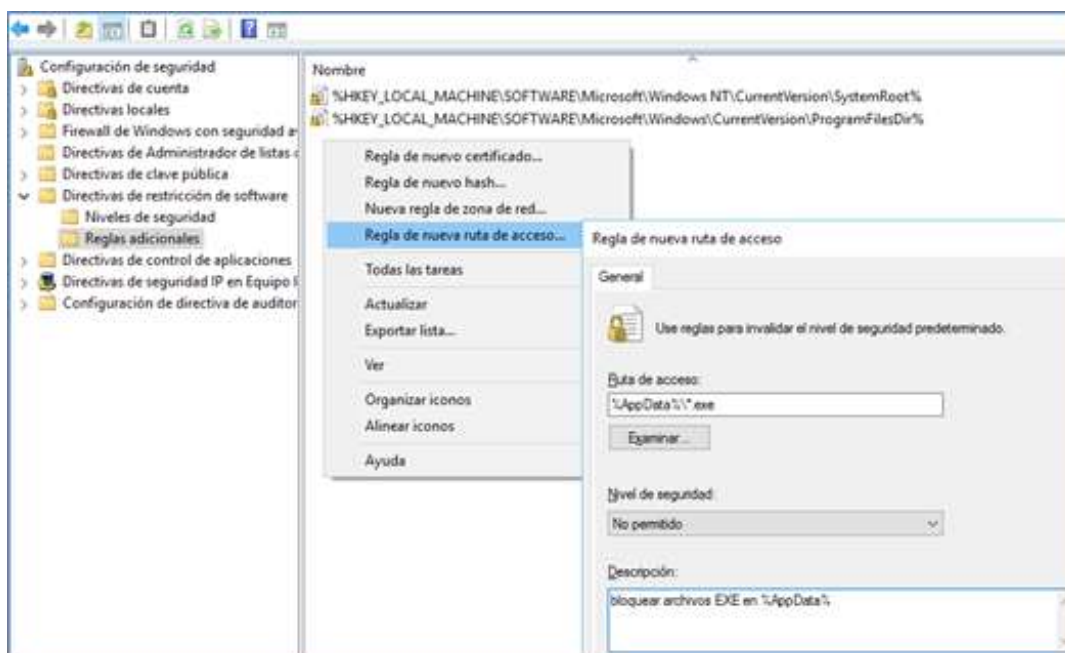 Configuración de seguridad
Directivas de cuenta
Directivas locales
Firewall de Windows con seguridad a
Directivas de Administrador de listas
Directivas de clave pública
Directivas de restricción de software
Niveles de seguridad
Reglas adicionales
Directivas de control de aplicaciones
Directivas de seguridad IP en Equipo
Configuración de directiva de auditor
Nombre
%HKEY_LOCAL_MACHINE\SOFTWARE\Microsoft\Windows NT\CurrentVersion\SystemRoot%
%HKEY_LOCAL_MACHINE\SOFTWARE\Microsoft\Windows\CurrentVersion\ProgramFilesDir%
Regla de nuevo certificado...
Regla de nuevo hash...
Nueva regla de zona de red...
Regla de nueva ruta de acceso...
Todas las tareas
Actualizar
Exportar lista...
Ver
Organizar iconos
Alinear iconos
Ayuda
Regla de nueva ruta de acceso
General
Use reglas para invalidar el nivel de seguridad predeterminado.
Ruta de acceso:
%AppData%\*.exe
Examinar...
Nivel de seguridad:
No permitido
Descripción:
bloquear archivos EXE en %AppData%